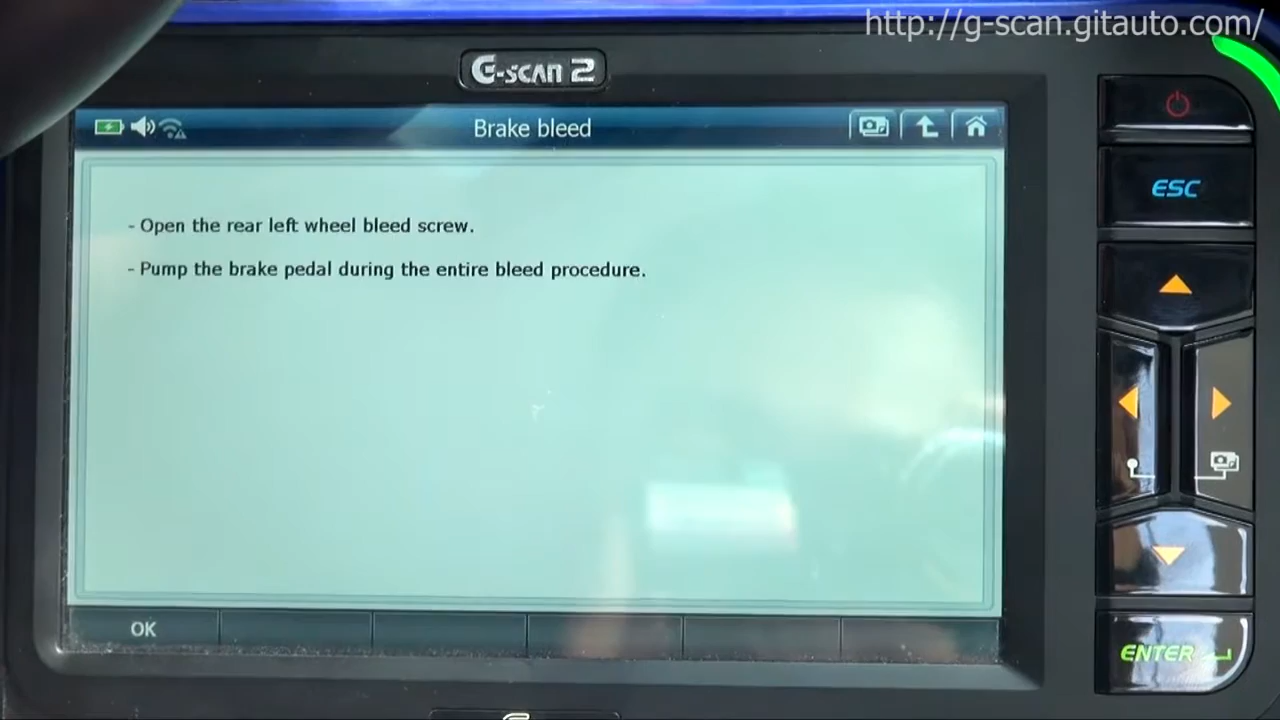 http://g-scan.gitauto.com/
G-SCAN 2
Brake bleed
- Open the rear left wheel bleed screw.
- Pump the brake pedal during the entire bleed procedure.
OK
ESC
ENTER